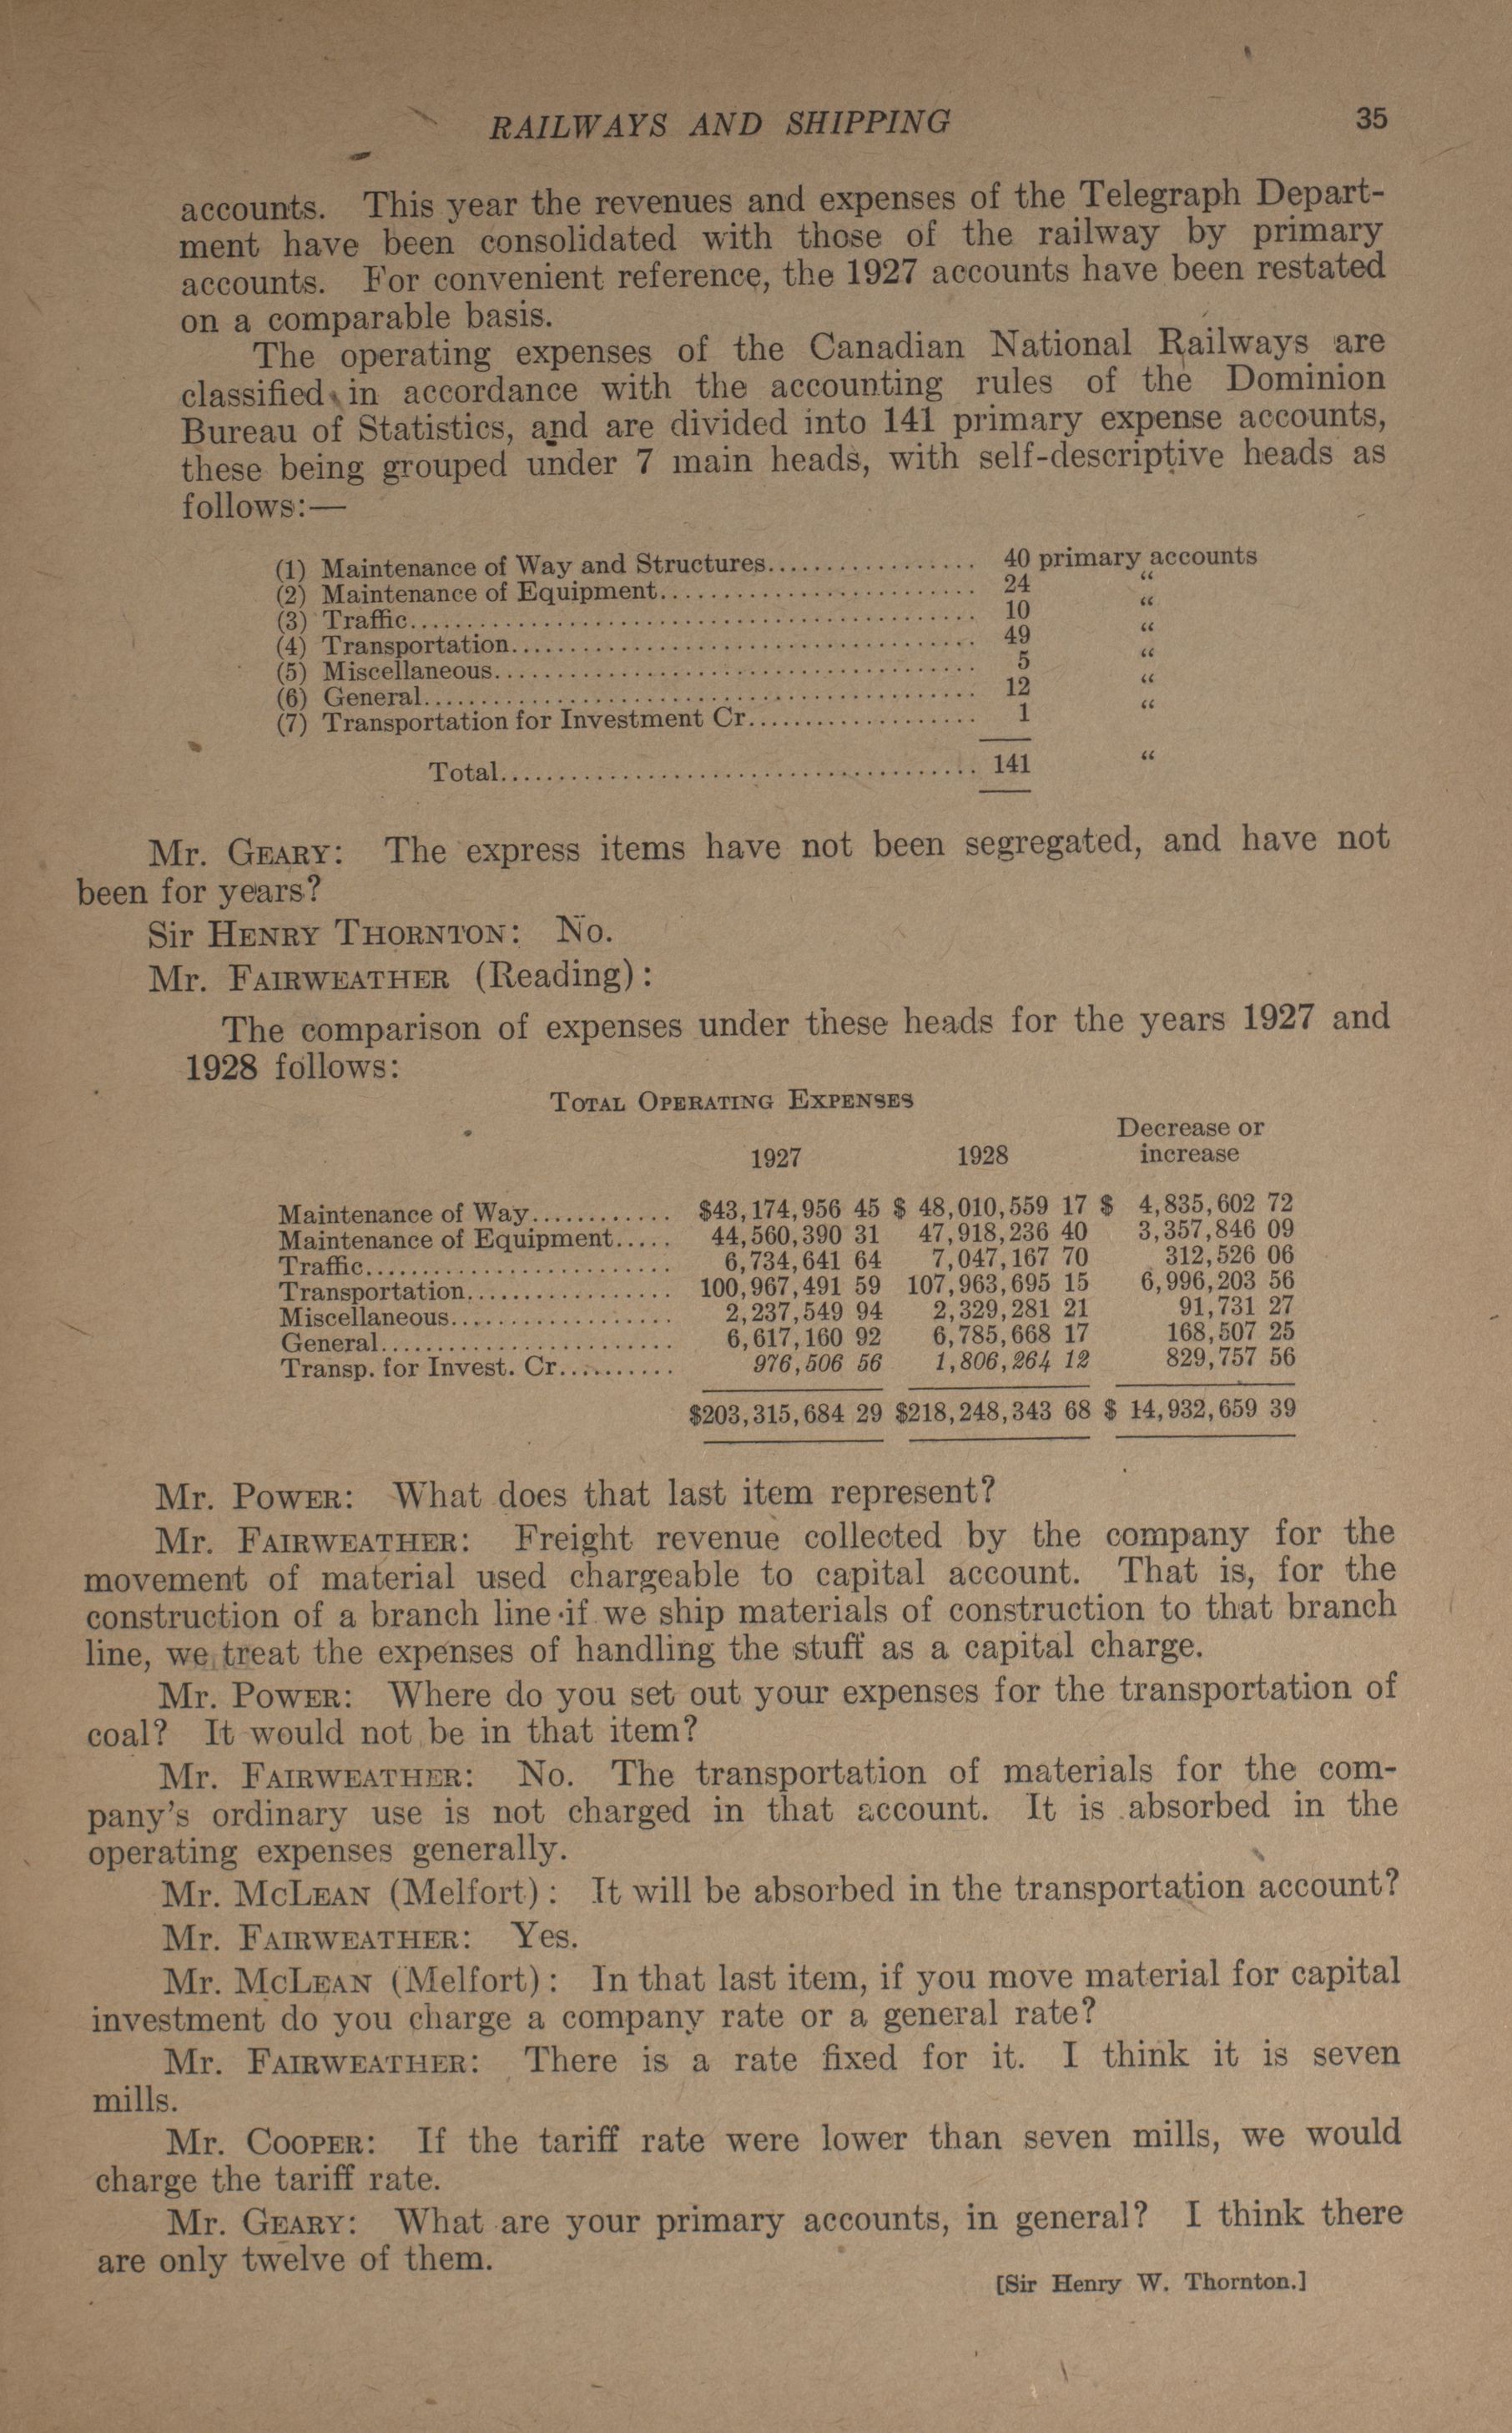 RAILWAYS AND SHIPPING 35
accounts. This year the revenues and expenses of the Telegraph Depart-
ment have been consolidated with those of the railway by primary
accounts. For convenient reference, the 1927 accounts have been restated
on a comparable basis.
The operating expenses of the Canadian National Railways are
classified in accordance with the accounting rules of the Dominion
Bureau of Statistics, and are divided into 141 primary expense accounts,
these being grouped under 7 main heads, with self-descriptive heads as
follows:—
(1) Maintenance of Way and Structures.................. 40 primary accounts
(2) Maintenance of Equipment........................... 24 "
(3) Traffic................................................ 10 "
(4) Transportation....................................... 49 "
(5) Miscellaneous......................................... 5 "
(6) General............................................... 12 "
(7) Transportation for Investment Cr.................... 1 "
Total......................................... 141 "
Mr. GEARY: The express items have not been segregated, and have not
been for years?
Sir HENRY THORNTON: No.
Mr. FAIRWEATHER (Reading):
The comparison of expenses under these heads for the years 1927 and
1928 follows:
TOTAL OPERATING EXPENSES
Decrease or
1927 1928 increase
Maintenance of Way............ $43,174,956 45 $ 48,010,559 17 $ 4,835,602 72
Maintenance of Equipment..... 44,560,390 31 47,918,236 40 3,357,846 09
Traffic.......................... 6,734,641 64 7,047,167 70 312,526 06
Transportation................. 100,967,491 59 107,963,695 15 6,996,203 56
Miscellaneous................... 2,237,549 94 2,329,281 21 91,731 27
General......................... 6,617,160 92 6,785,668 17 168,507 25
Transp. for Invest. Cr.......... 976,506 56 1,806,264 12 829,757 56
$203,315,684 29 $218,248,343 68 $ 14,932,659 39
Mr. POWER: What does that last item represent?
Mr. FAIRWEATHER: Freight revenue collected by the company for the
movement of material used chargeable to capital account. That is, for the
construction of a branch line if we ship materials of construction to that branch
line, we treat the expenses of handling the stuff as a capital charge.
Mr. POWER: Where do you set out your expenses for the transportation of
coal? It would not be in that item?
Mr. FAIRWEATHER: No. The transportation of materials for the com-
pany's ordinary use is not charged in that account. It is absorbed in the
operating expenses generally.
Mr. MCLEAN (Melfort): It will be absorbed in the transportation account?
Mr. FAIRWEATHER: Yes.
Mr. MCLEAN (Melfort): In that last item, if you move material for capital
investment do you charge a company rate or a general rate?
Mr. FAIRWEATHER: There is a rate fixed for it. I think it is seven
mills.
Mr. COOPER: If the tariff rate were lower than seven mills, we would
charge the tariff rate.
Mr. GEARY: What are your primary accounts, in general? I think there
are only twelve of them.
[Sir Henry W. Thornton.]